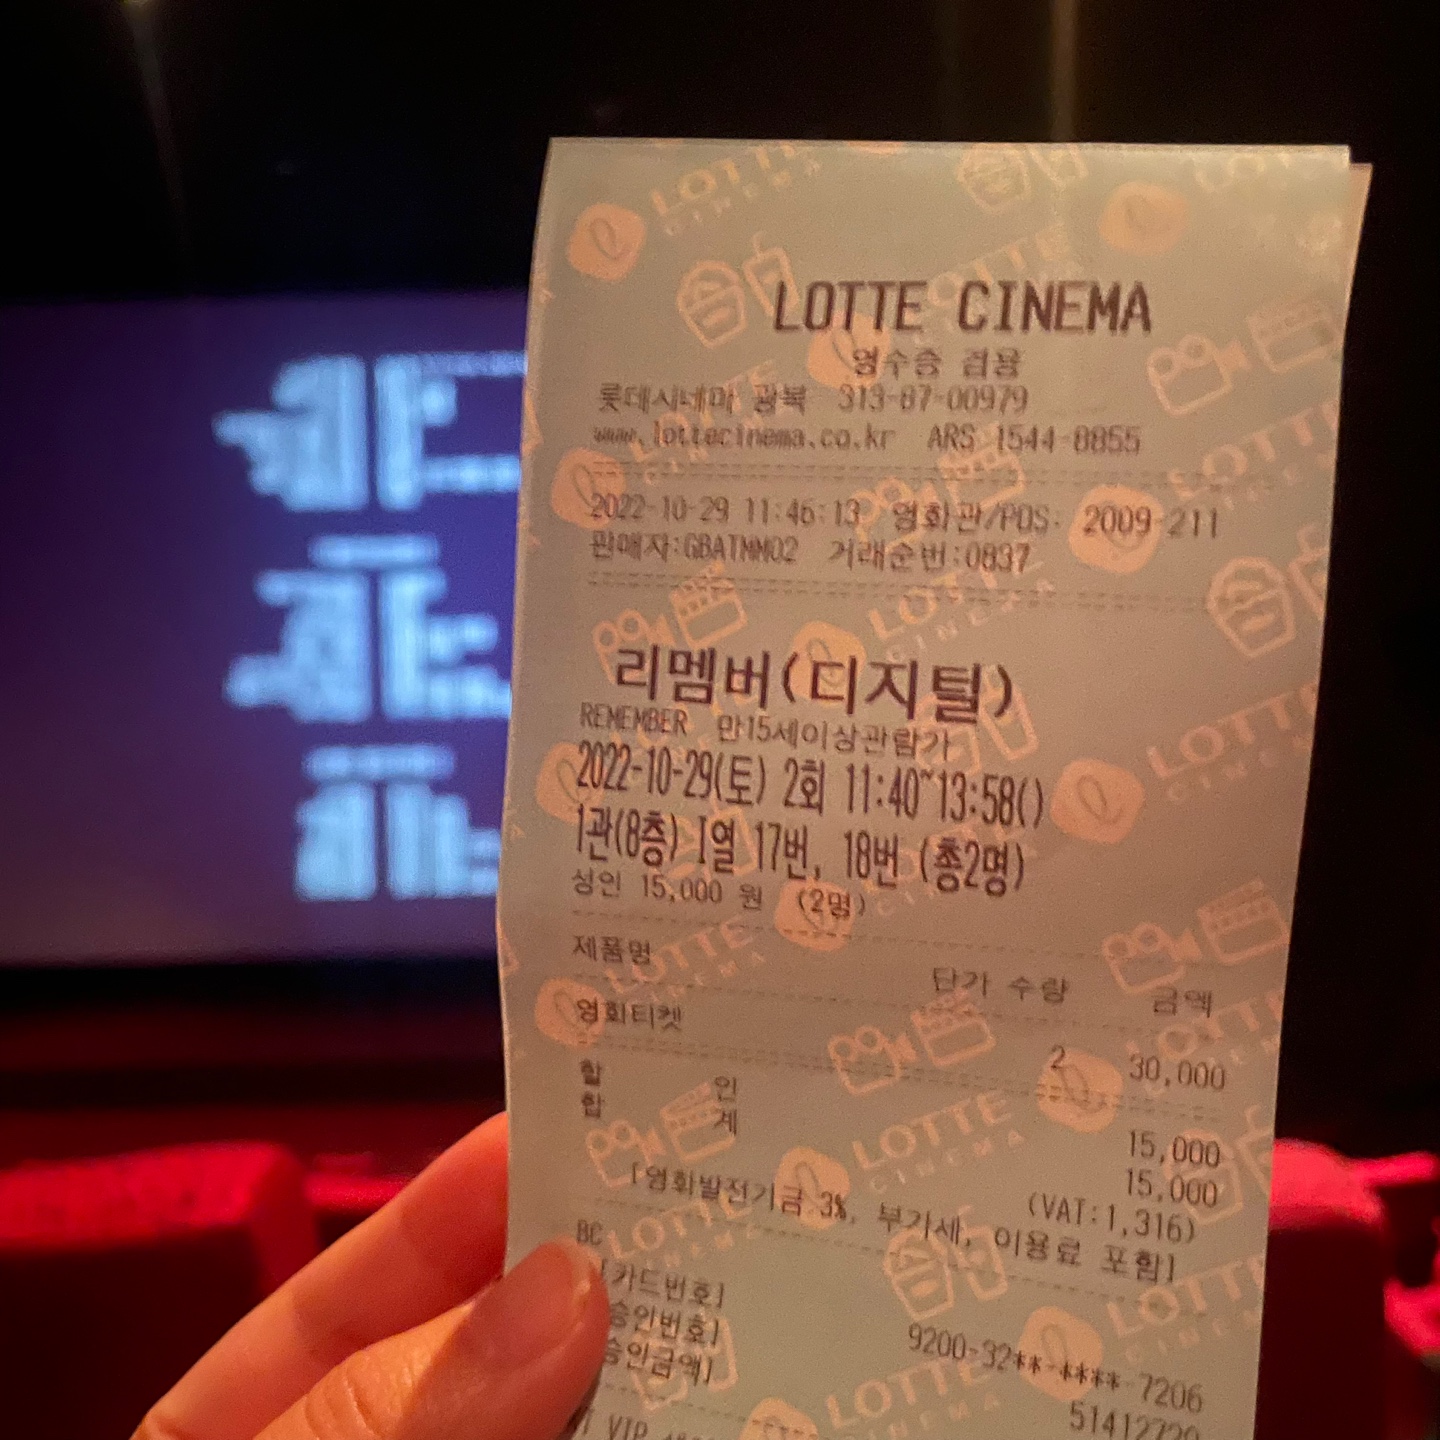 LOTTE CINEMA
영수증 겸용
롯데시네마 광복 313-87-00979
www.lottecinema.co.kr ARS 1544-8855
2022-10-29 11:46:13 영화관/POS: 2009-211
판매자:GBATMM02 거래순번:0837
리멤버(디지털)
REMEMBER 만15세이상관람가
2022-10-29(토) 2회 11:40~13:58()
1관(8층) I열 17번, 18번 (총2명)
성인 15,000 원 (2명)
제품명 단가 수량 금액
영화티켓 2 30,000
할 인 15,000
합 계 15,000
(VAT:1,316)
[영화발전기금 3%, 부가세, 이용료 포함]
BC
[카드번호] 9200-32**-****-7206
승인번호]
승인금액]
VIP